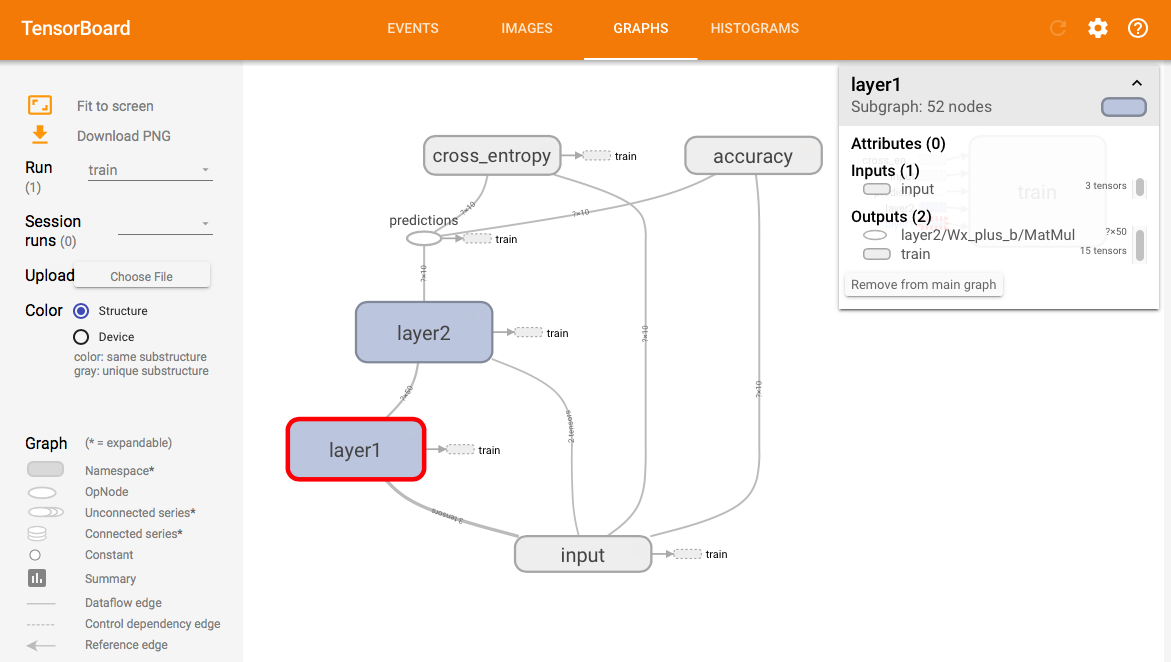 TensorBoard
EVENTS
IMAGES
GRAPHS
HISTOGRAMS
Fit to screen
Download PNG
Run
(1)
train
Session
runs (0)
Upload
Choose File
Color
Structure
Device
color: same substructure
gray: unique substructure
Graph
(* = expandable)
Namespace*
OpNode
Unconnected series*
Connected series*
Constant
Summary
Dataflow edge
Control dependency edge
Reference edge
cross_entropy
train
accuracy
?×10
?×10
predictions
train
?×10
layer2
train
?×10
?×10
?×50
2 tensors
layer1
train
3 tensors
input
train
layer1
Subgraph: 52 nodes
Attributes (0)
Inputs (1)
input
3 tensors
train
Outputs (2)
layer2/Wx_plus_b/MatMul
?×50
train
15 tensors
Remove from main graph